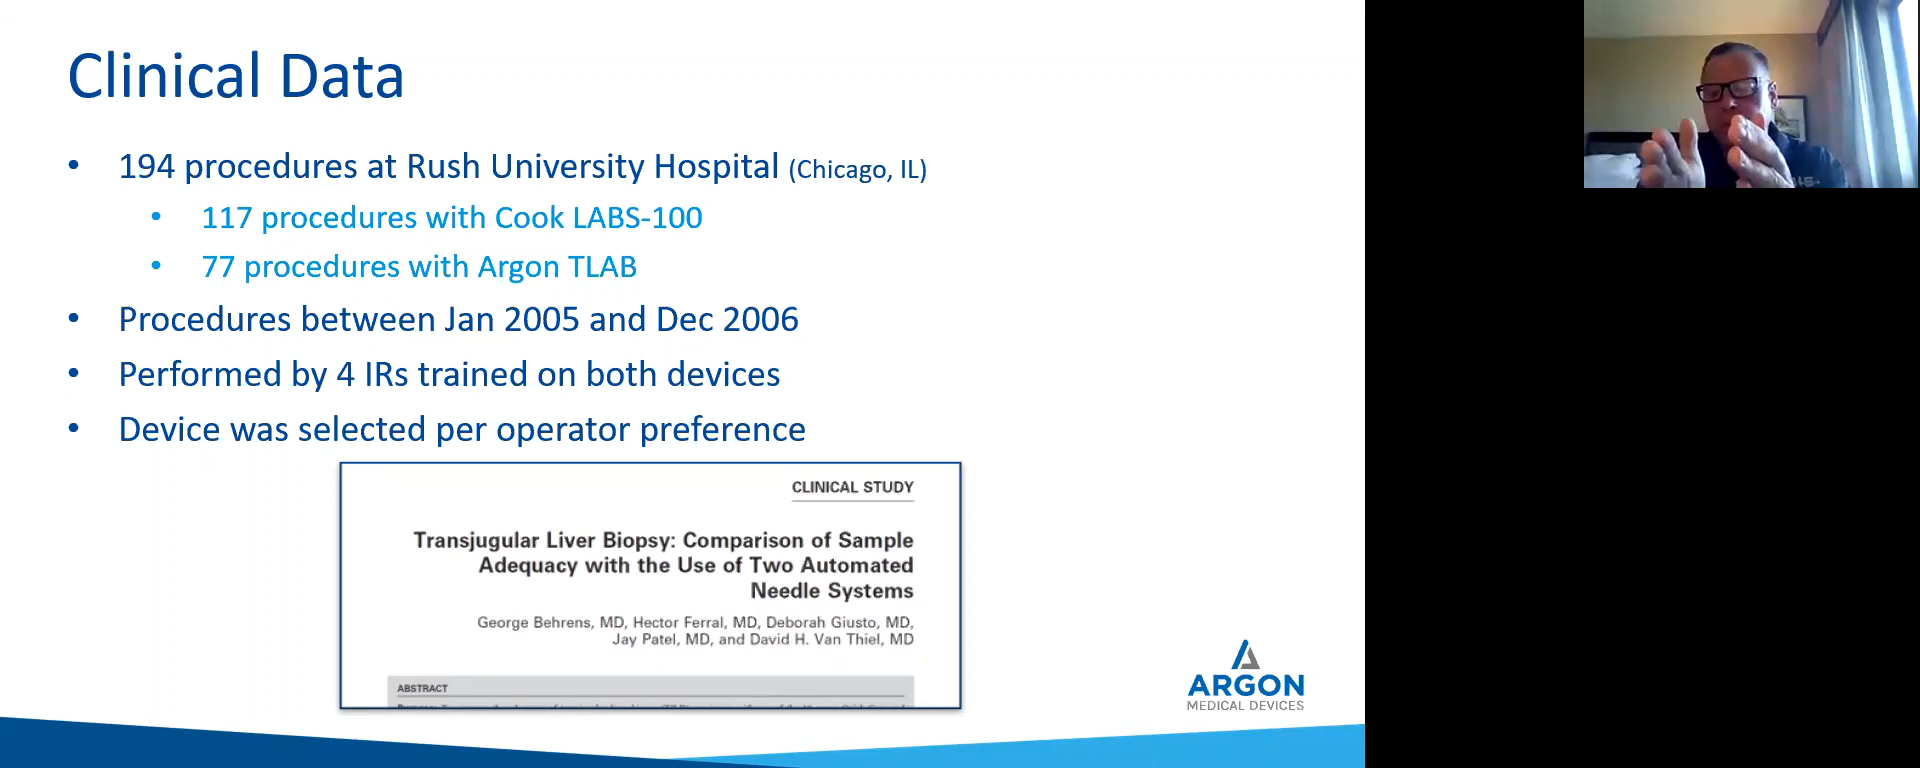 Clinical Data
• 194 procedures at Rush University Hospital (Chicago, IL)
• 117 procedures with Cook LABS-100
• 77 procedures with Argon TLAB
• Procedures between Jan 2005 and Dec 2006
• Performed by 4 IRs trained on both devices
• Device was selected per operator preference
CLINICAL STUDY
Transjugular Liver Biopsy: Comparison of Sample
Adequacy with the Use of Two Automated
Needle Systems
George Behrens, MD, Hector Ferral, MD, Deborah Giusto, MD,
Jay Patel, MD, and David H. Van Thiel, MD
ABSTRACT
ARGON
MEDICAL DEVICES